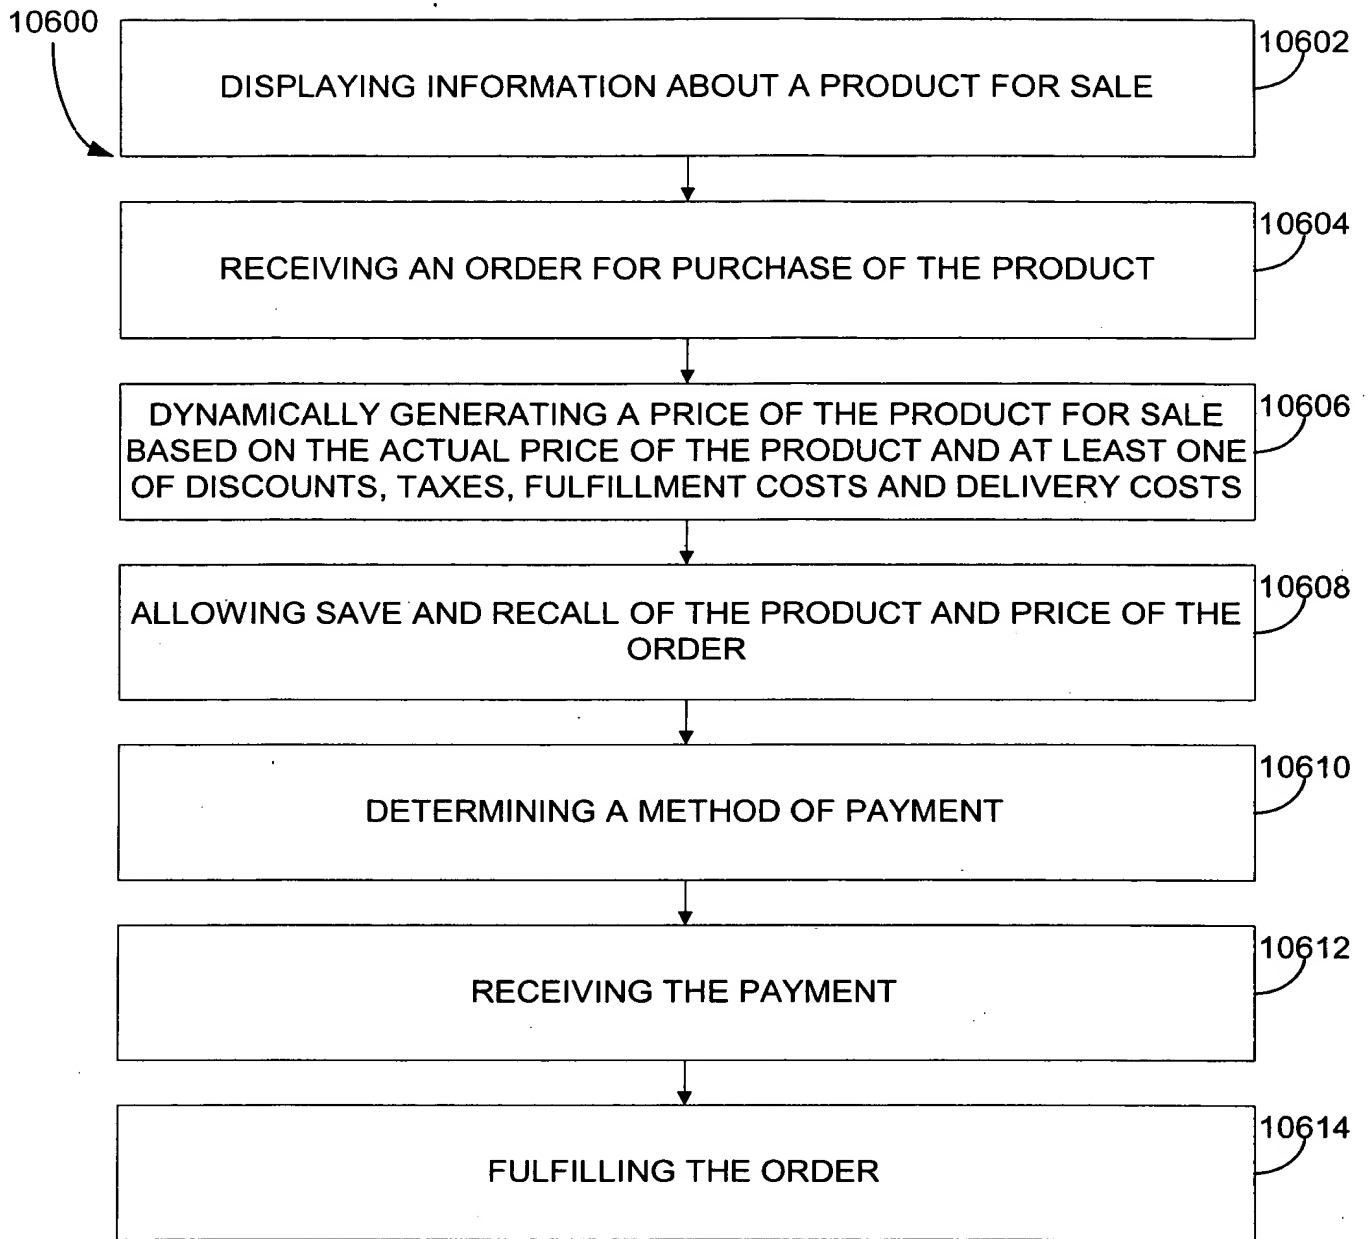 10600
10602
DISPLAYING INFORMATION ABOUT A PRODUCT FOR SALE
10604
RECEIVING AN ORDER FOR PURCHASE OF THE PRODUCT
10606
DYNAMICALLY GENERATING A PRICE OF THE PRODUCT FOR SALE
BASED ON THE ACTUAL PRICE OF THE PRODUCT AND AT LEAST ONE
OF DISCOUNTS, TAXES, FULFILLMENT COSTS AND DELIVERY COSTS
10608
ALLOWING SAVE AND RECALL OF THE PRODUCT AND PRICE OF THE
ORDER
10610
DETERMINING A METHOD OF PAYMENT
10612
RECEIVING THE PAYMENT
10614
FULFILLING THE ORDER